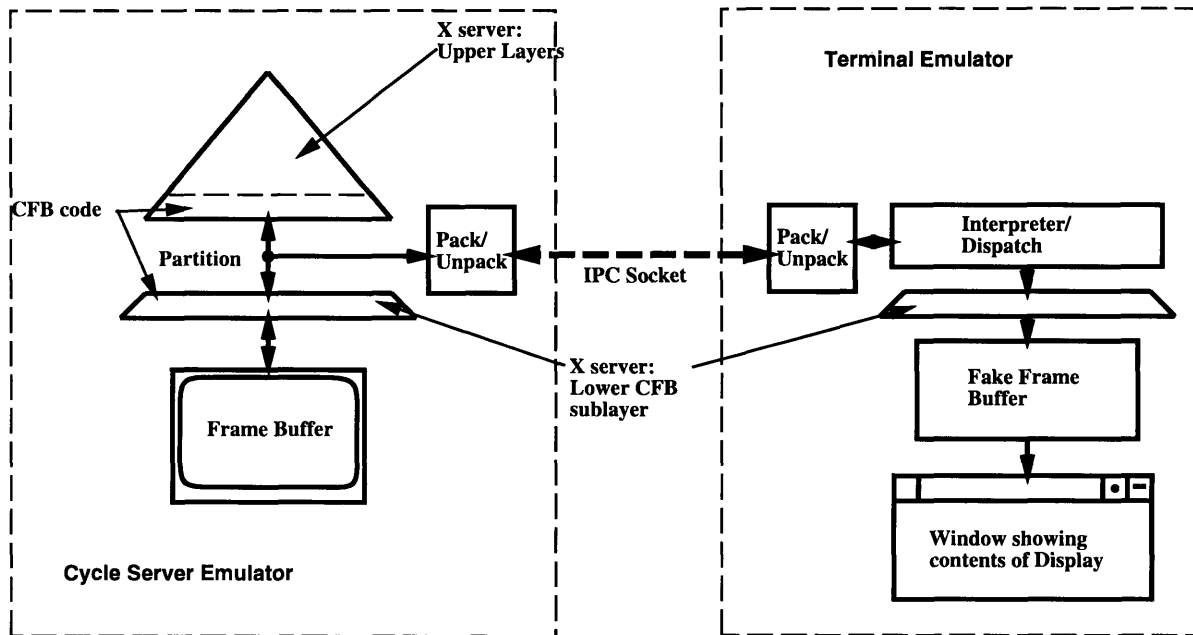 X server:
Upper Layers
Terminal Emulator
CFB code
Partition
Pack/
Unpack
IPC Socket
Pack/
Unpack
Interpreter/
Dispatch
X server:
Lower CFB
sublayer
Frame Buffer
Fake Frame
Buffer
Window showing
contents of Display
Cycle Server Emulator